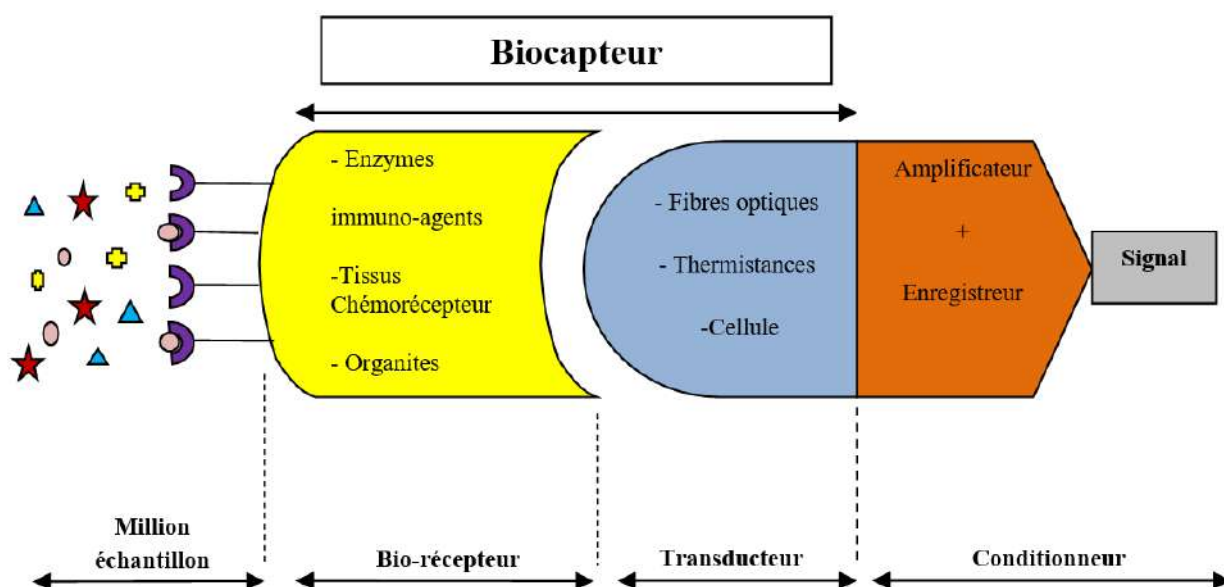 Biocapteur
- Enzymes
immuno-agents
-Tissus
Chémorécepteur
- Organites
- Fibres optiques
- Thermistances
-Cellule
Amplificateur
+
Enregistreur
Signal
Million
échantillon
Bio-récepteur
Transducteur
Conditionneur